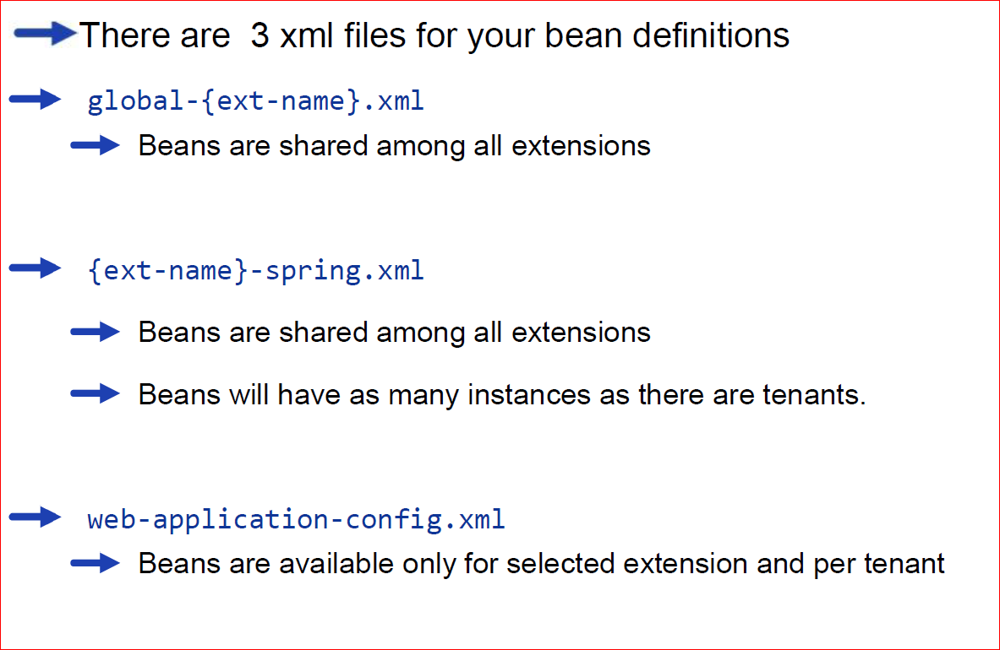 There are 3 xml files for your bean definitions
global-{ext-name}.xml
Beans are shared among all extensions
{ext-name}-spring.xml
Beans are shared among all extensions
Beans will have as many instances as there are tenants.
web-application-config.xml
Beans are available only for selected extension and per tenant